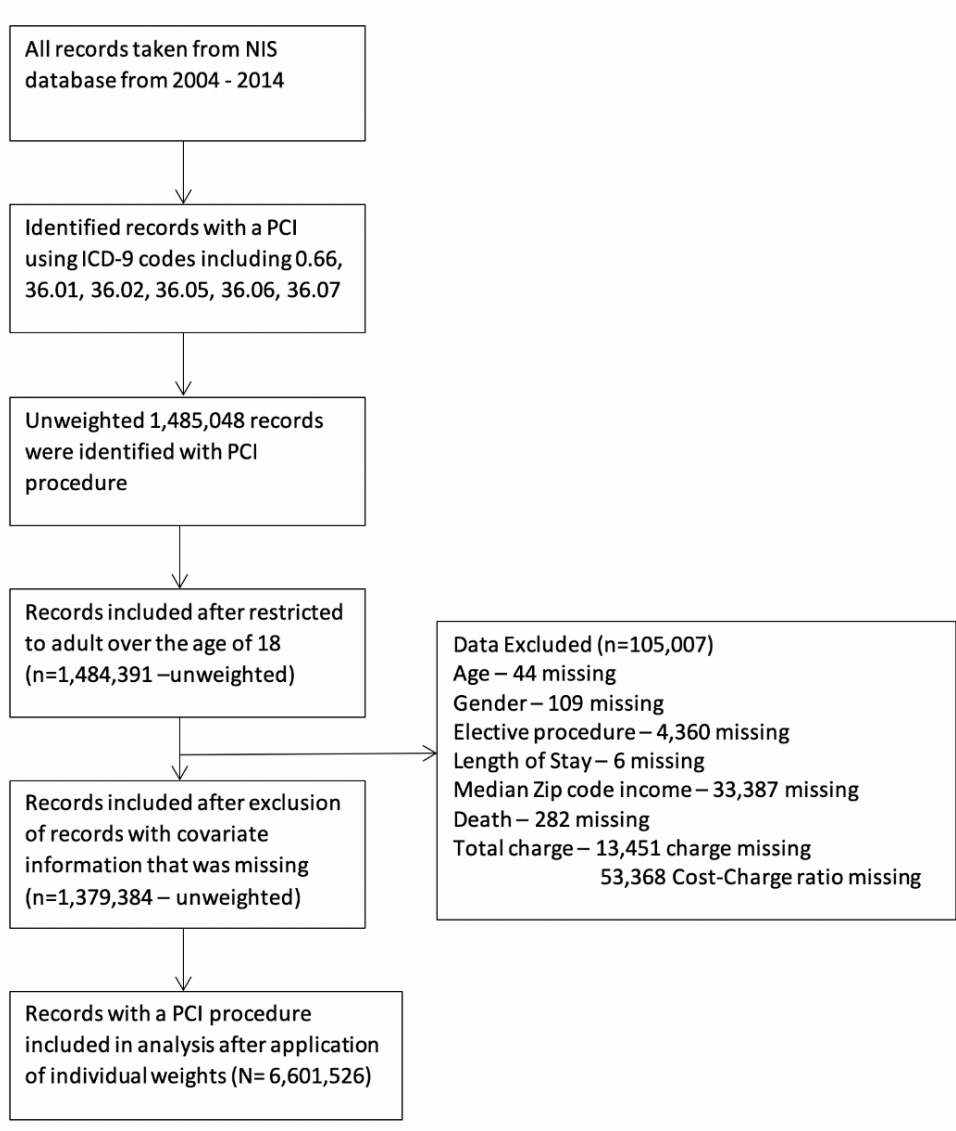 All records taken from NIS
database from 2004 - 2014
Identified records with a PCI
using ICD-9 codes including 0.66,
36.01, 36.02, 36.05, 36.06, 36.07
Unweighted 1,485,048 records
were identified with PCI
procedure
Records included after restricted
to adult over the age of 18
(n=1,484,391 –unweighted)
Data Excluded (n=105,007)
Age – 44 missing
Gender – 109 missing
Elective procedure – 4,360 missing
Length of Stay – 6 missing
Median Zip code income – 33,387 missing
Death – 282 missing
Total charge – 13,451 charge missing
53,368 Cost-Charge ratio missing
Records included after exclusion
of records with covariate
information that was missing
(n=1,379,384 – unweighted)
Records with a PCI procedure
included in analysis after application
of individual weights (N= 6,601,526)